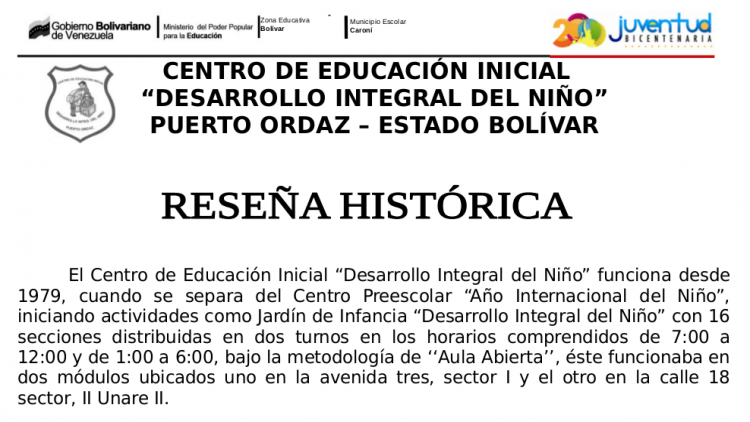 Gobierno Bolivariano
de Venezuela
Ministerio del Poder Popular
para la Educación
Zona Educativa
Bolívar
Municipio Escolar
Caroní
200 juventud
BICENTENARIA
CENTRO DE EDUCACIÓN INICIAL
“DESARROLLO INTEGRAL DEL NIÑO”
PUERTO ORDAZ – ESTADO BOLÍVAR
PUERTO ORDAZ
RESEÑA HISTÓRICA
El Centro de Educación Inicial “Desarrollo Integral del Niño” funciona desde
1979, cuando se separa del Centro Preescolar “Año Internacional del Niño”,
iniciando actividades como Jardín de Infancia “Desarrollo Integral del Niño” con 16
secciones distribuidas en dos turnos en los horarios comprendidos de 7:00 a
12:00 y de 1:00 a 6:00, bajo la metodología de ‘‘Aula Abierta’’, éste funcionaba en
dos módulos ubicados uno en la avenida tres, sector I y el otro en la calle 18
sector, II Unare II.